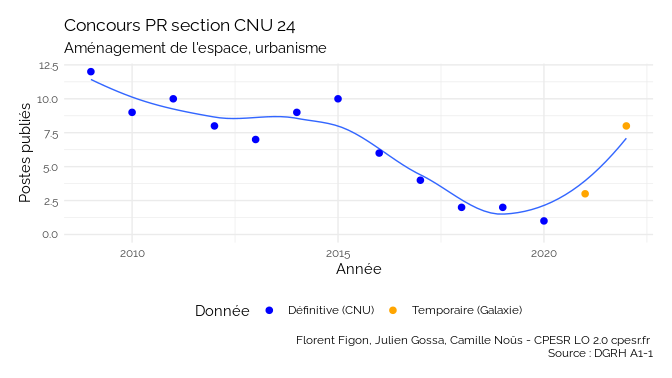 Concours PR section CNU 24
Aménagement de l'espace, urbanisme
Postes publiés
12.5
10.0
7.5
5.0
2.5
0.0
2010
2015
2020
Année
Donnée
Définitive (CNU)
Temporaire (Galaxie)
Florent Figon, Julien Gossa, Camille Noûs - CPESR LO 2.0 cpesr.fr
Source : DGRH A1-1